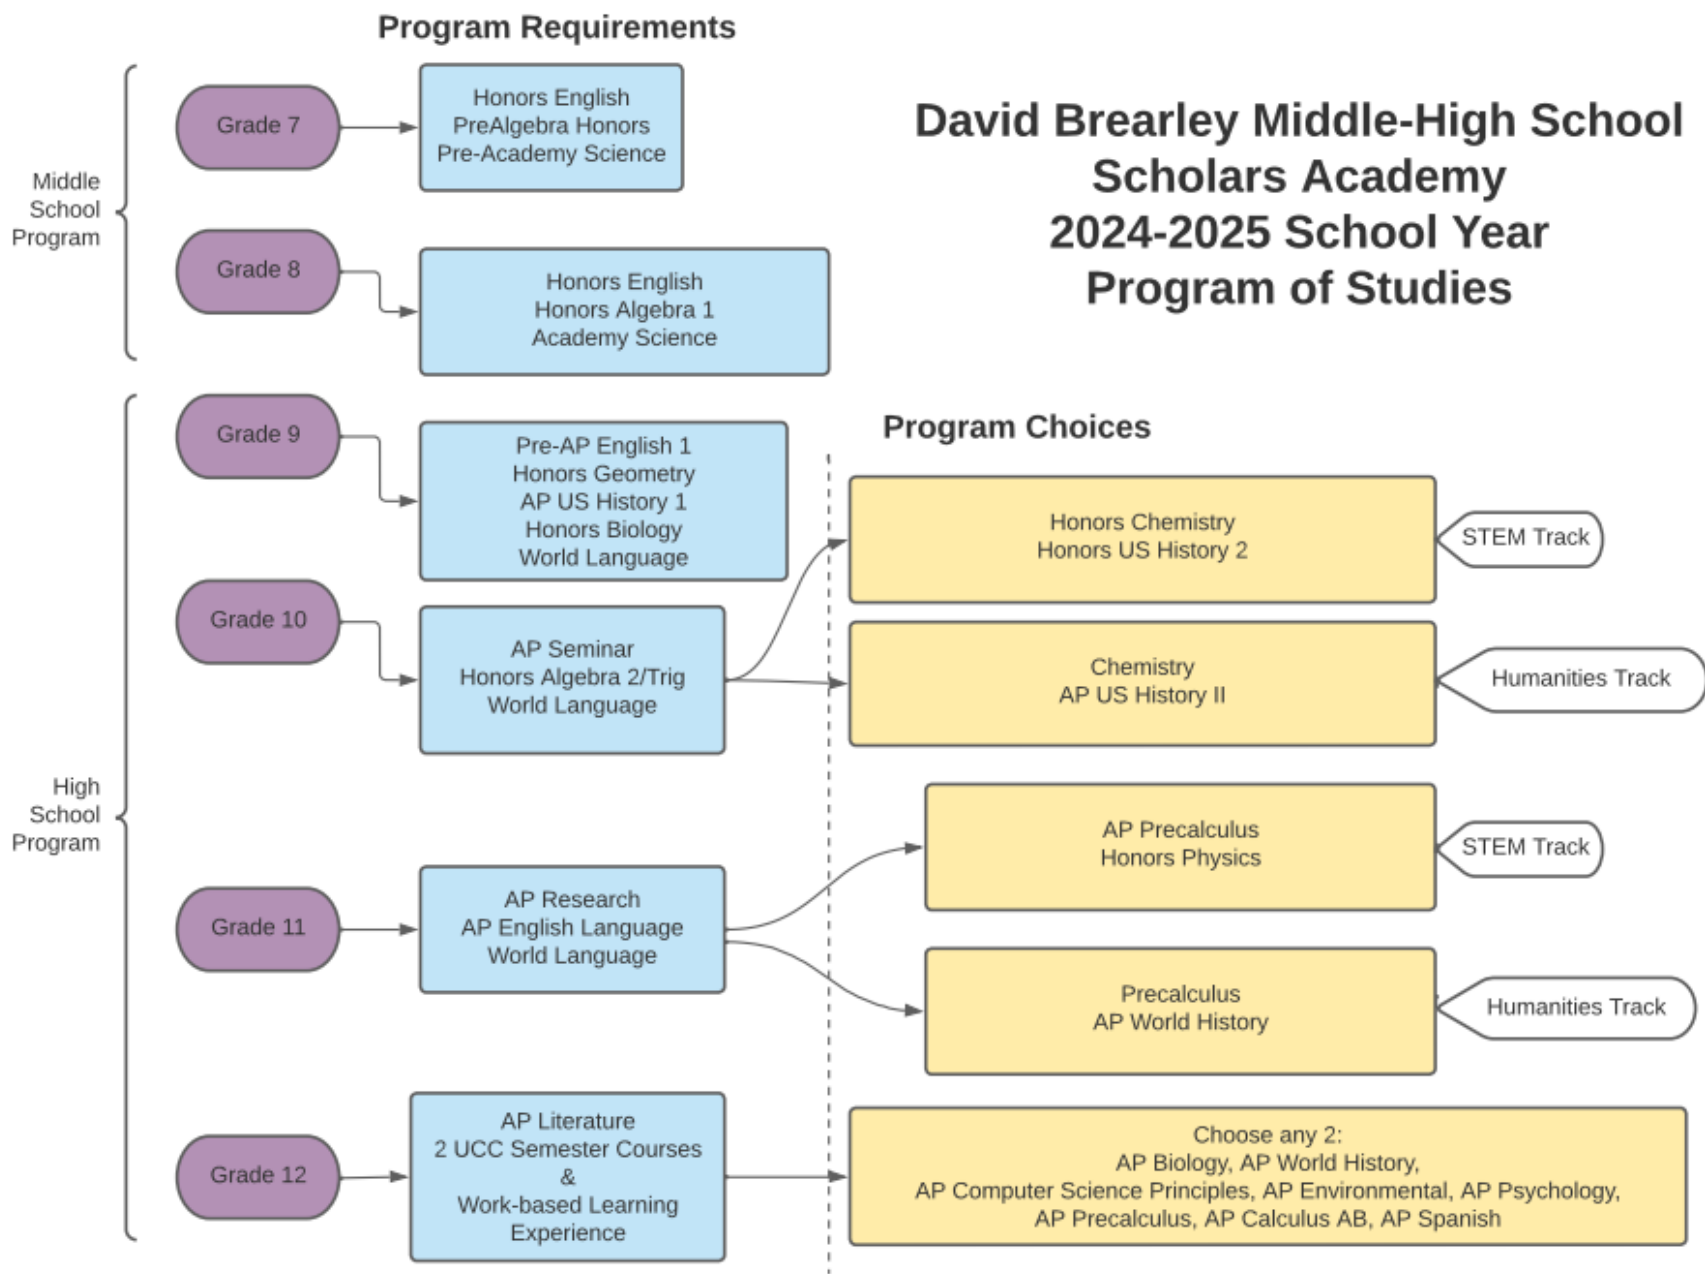 Program Requirements
David Brearley Middle-High School
Scholars Academy
2024-2025 School Year
Program of Studies
Middle
School
Program
Grade 7
Honors English
PreAlgebra Honors
Pre-Academy Science
Grade 8
Honors English
Honors Algebra 1
Academy Science
High
School
Program
Grade 9
Pre-AP English 1
Honors Geometry
AP US History 1
Honors Biology
World Language
Program Choices
Grade 10
AP Seminar
Honors Algebra 2/Trig
World Language
Honors Chemistry
Honors US History 2
STEM Track
Chemistry
AP US History II
Humanities Track
Grade 11
AP Research
AP English Language
World Language
AP Precalculus
Honors Physics
STEM Track
Precalculus
AP World History
Humanities Track
Grade 12
AP Literature
2 UCC Semester Courses
&
Work-based Learning
Experience
Choose any 2:
AP Biology, AP World History,
AP Computer Science Principles, AP Environmental, AP Psychology,
AP Precalculus, AP Calculus AB, AP Spanish